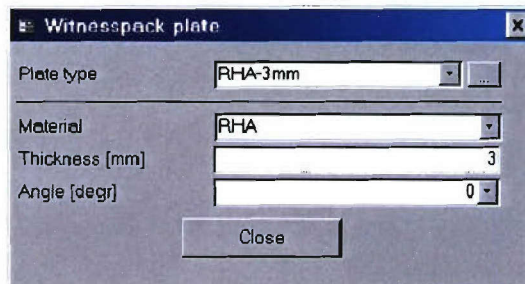 Witnesspack plate
Plate type RHA-3mm ...
Material RHA
Thickness [mm] 3
Angle [degr] 0
Close